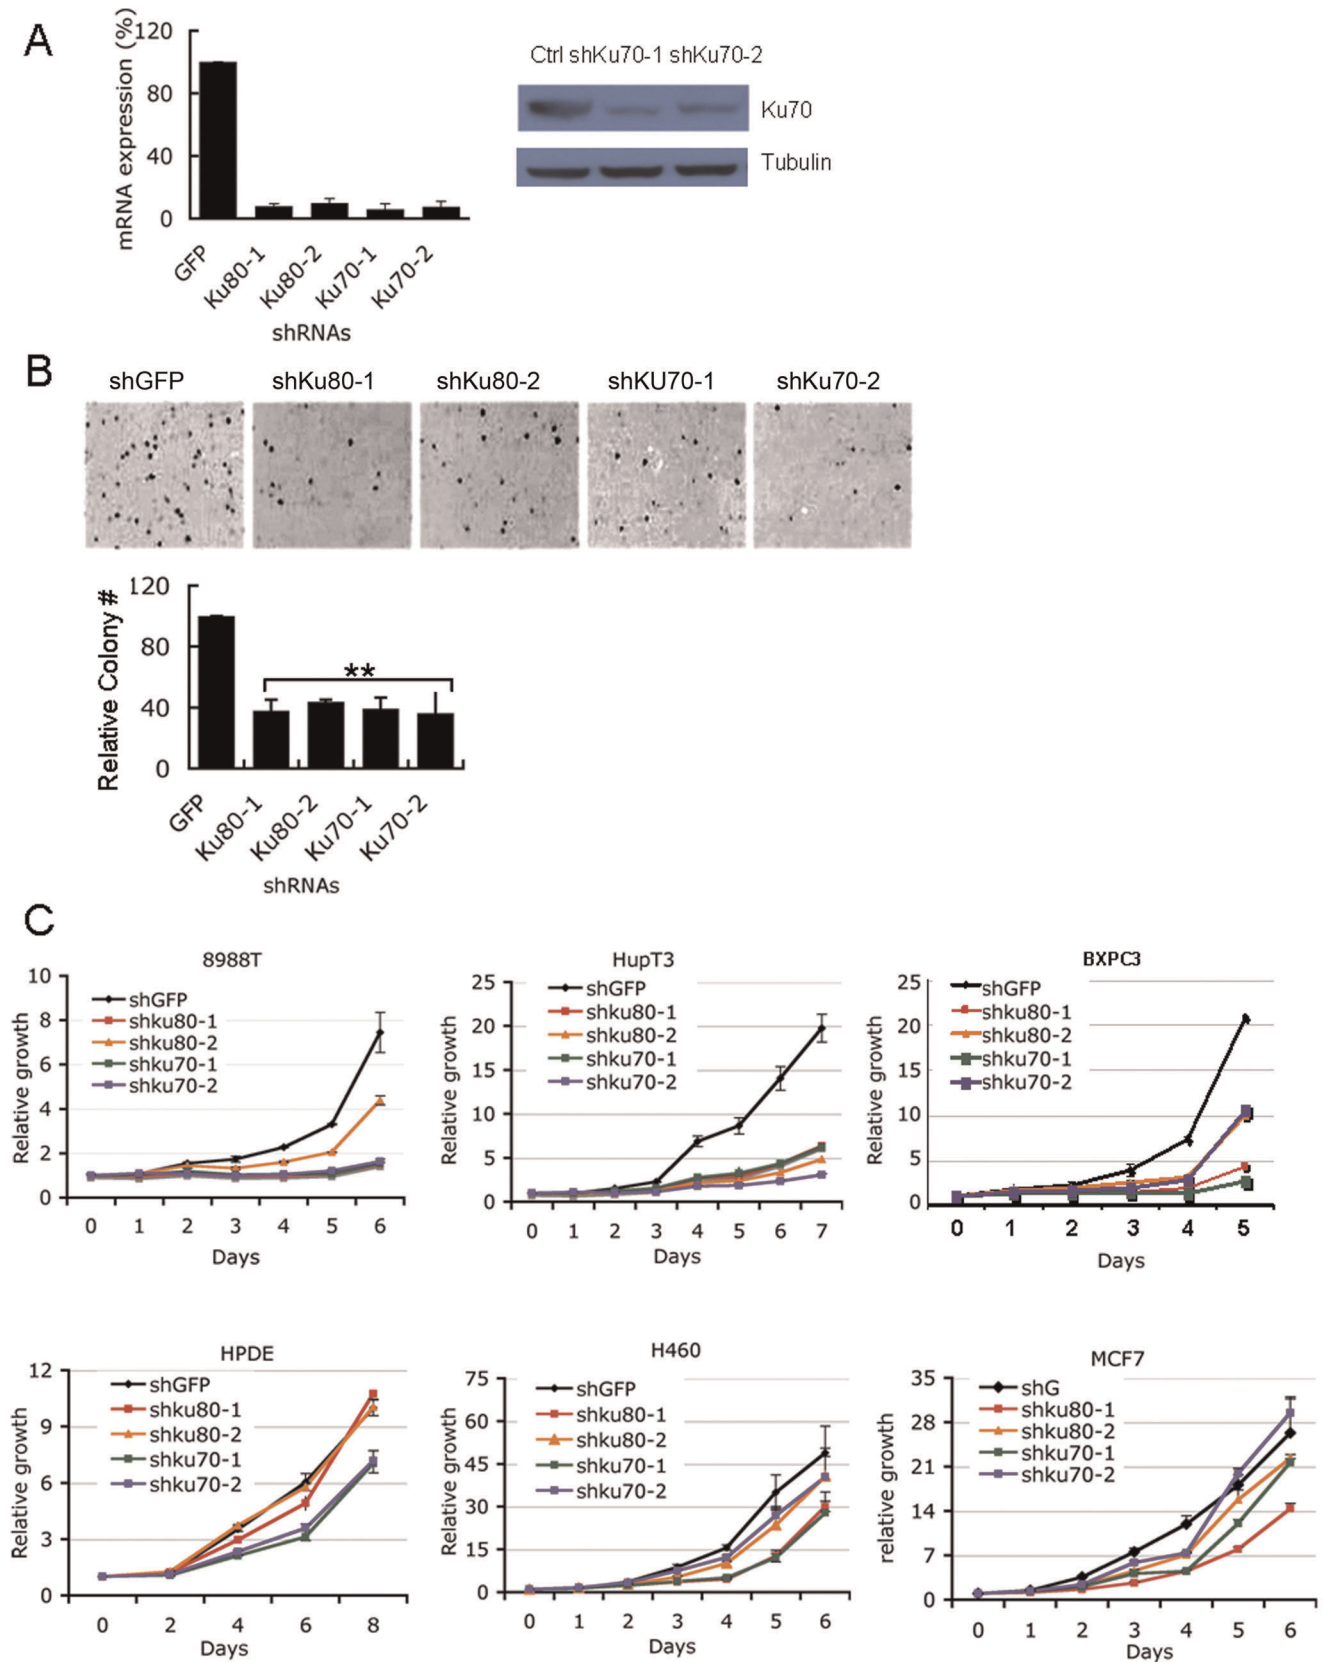 A
mRNA expression (%)
120
80
40
0
GFP
Ku80-1
Ku80-2
Ku70-1
Ku70-2
shRNAs
Ctrl shKu70-1 shKu70-2
Ku70
Tubulin
B
shGFP shKu80-1 shKu80-2 shKU70-1 shKu70-2
Relative Colony #
120
80
40
0
**
GFP
Ku80-1
Ku80-2
Ku70-1
Ku70-2
shRNAs
C
8988T
Relative growth
10
8
6
4
2
0
shGFP
shku80-1
shku80-2
shku70-1
shku70-2
0 1 2 3 4 5 6
Days
HupT3
Relative growth
25
20
15
10
5
0
shGFP
shku80-1
shku80-2
shku70-1
shku70-2
0 1 2 3 4 5 6 7
Days
BXPC3
Relative growth
25
20
15
10
5
0
shGFP
shku80-1
shku80-2
shku70-1
shku70-2
0 1 2 3 4 5
Days
HPDE
Relative growth
12
9
6
3
0
shGFP
shku80-1
shku80-2
shku70-1
shku70-2
0 2 4 6 8
Days
H460
Relative growth
75
60
45
30
15
0
shGFP
shku80-1
shku80-2
shku70-1
shku70-2
0 1 2 3 4 5 6
Days
MCF7
relative growth
35
28
21
14
7
0
shG
shku80-1
shku80-2
shku70-1
shku70-2
0 1 2 3 4 5 6
Days